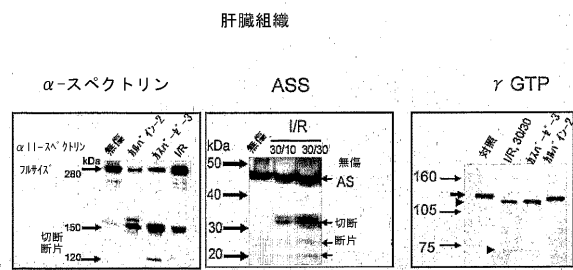 肝臓組織
α-スペクトリン
ASS
γ GTP
無傷
カルパイン-2
カスパーゼ-3
I/R
αII-スペクトリン
フルサイズ
kDa
280
150
切断
断片
120
無傷
I/R
30/10 30/30
50
無傷
AS
40
30
切断
断片
20
対照
I/R, 30/30
カスパーゼ-3
カルパイン-2
160
105
75